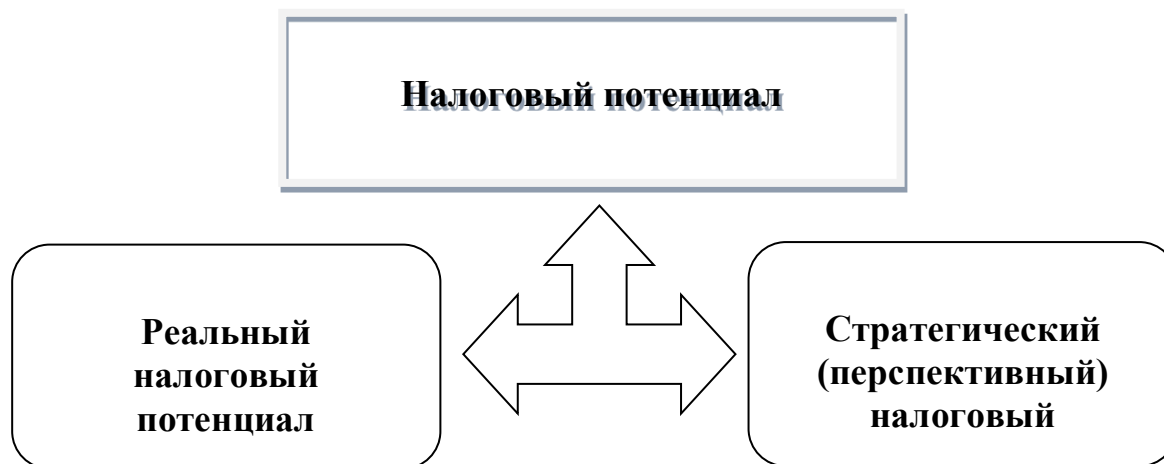 Налоговый потенциал
Реальный
налоговый
потенциал
Стратегический
(перспективный)
налоговый